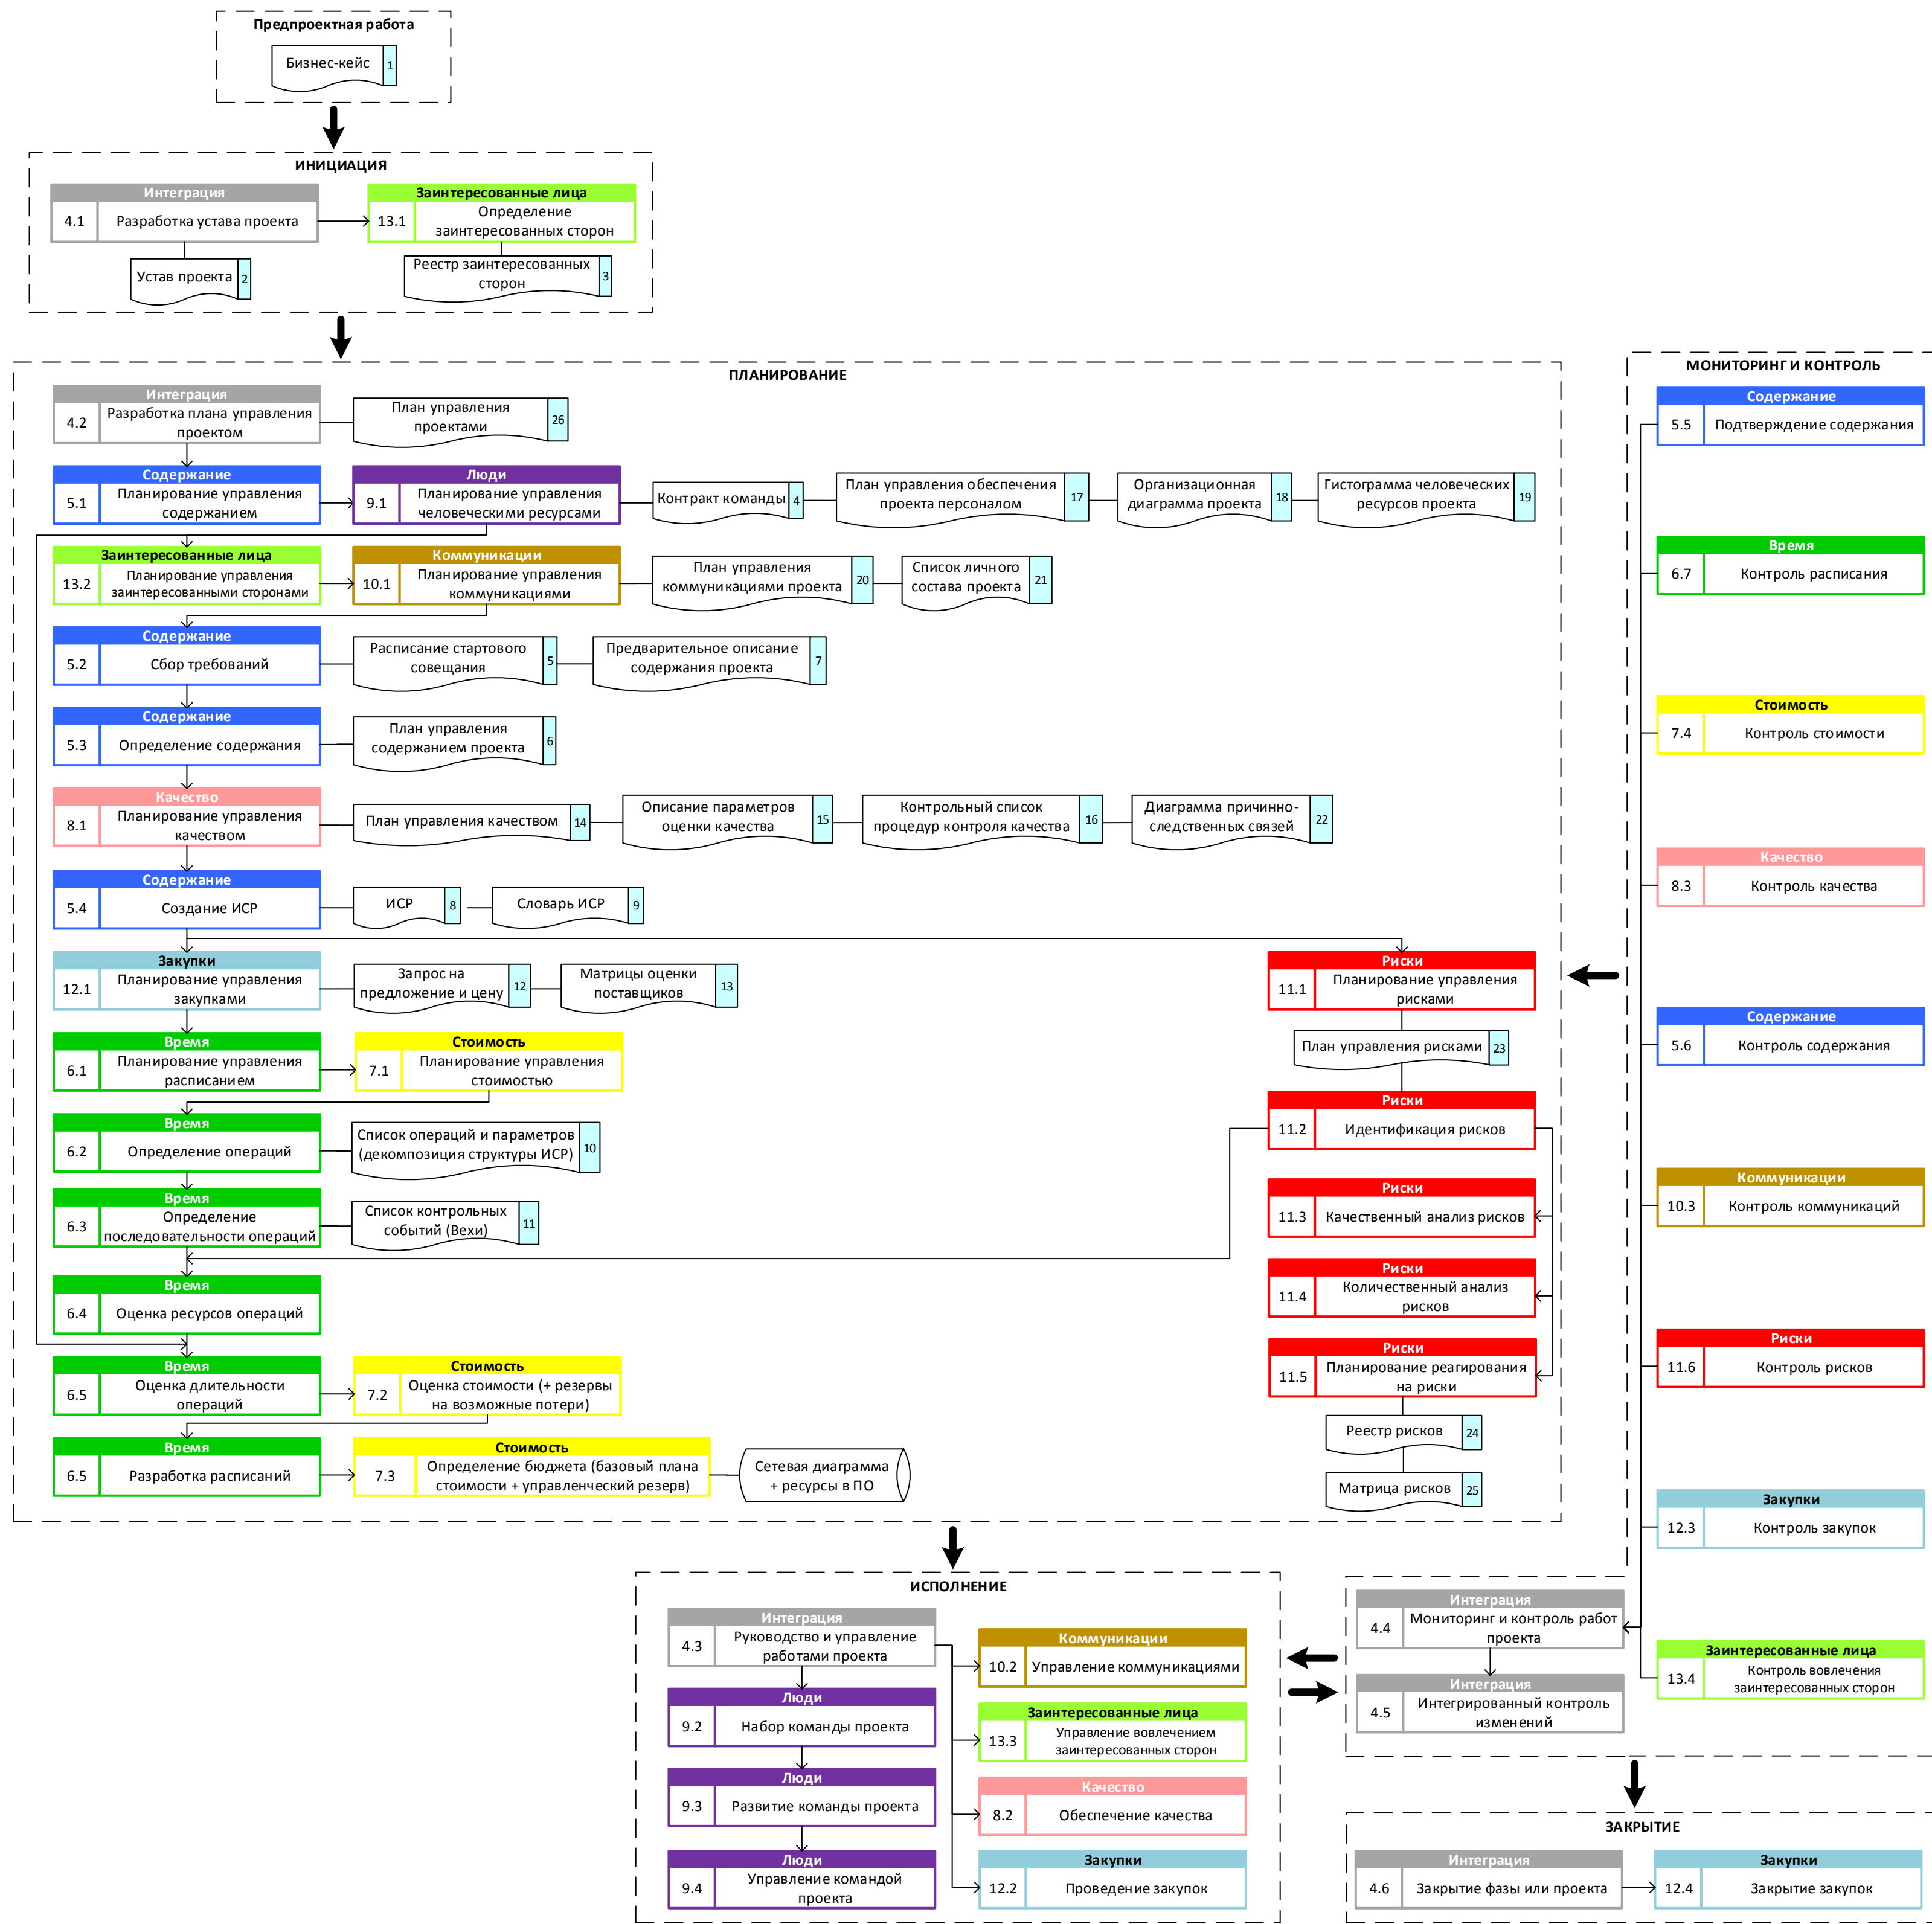 Предпроектная работа
Бизнес-кейс
1
ИНИЦИАЦИЯ
Интеграция
4.1
Разработка устава проекта
Заинтересованные лица
13.1
Определение
заинтересованных сторон
Устав проекта
2
Реестр заинтересованных
сторон
3
ПЛАНИРОВАНИЕ
Интеграция
4.2
Разработка плана управления
проектом
План управления
проектами
26
Содержание
5.1
Планирование управления
содержанием
Люди
9.1
Планирование управления
человеческими ресурсами
Контракт команды
4
План управления обеспечения
проекта персоналом
17
Организационная
диаграмма проекта
18
Гистограмма человеческих
ресурсов проекта
19
Заинтересованные лица
13.2
Планирование управления
заинтересованными сторонами
Коммуникации
10.1
Планирование управления
коммуникациями
План управления
коммуникациями проекта
20
Список личного
состава проекта
21
Содержание
5.2
Сбор требований
Расписание стартового
совещания
5
Предварительное описание
содержания проекта
7
Содержание
5.3
Определение содержания
План управления
содержанием проекта
6
Качество
8.1
Планирование управления
качеством
План управления качеством
14
Описание параметров
оценки качества
15
Контрольный список
процедур контроля качества
16
Диаграмма причинно-
следственных связей
22
Содержание
5.4
Создание ИСР
ИСР
8
Словарь ИСР
9
Закупки
12.1
Планирование управления
закупками
Запрос на
предложение и цену
12
Матрицы оценки
поставщиков
13
Риски
11.1
Планирование управления
рисками
План управления рисками
23
Время
6.1
Планирование управления
расписанием
Стоимость
7.1
Планирование управления
стоимостью
Риски
11.2
Идентификация рисков
Время
6.2
Определение операций
Список операций и параметров
(декомпозиция структуры ИСР)
10
Время
6.3
Определение
последовательности операций
Список контрольных
событий (Вехи)
11
Риски
11.3
Качественный анализ рисков
Время
6.4
Оценка ресурсов операций
Риски
11.4
Количественный анализ
рисков
Время
6.5
Оценка длительности
операций
Стоимость
7.2
Оценка стоимости (+ резервы
на возможные потери)
Риски
11.5
Планирование реагирования
на риски
Реестр рисков
24
Матрица рисков
25
Время
6.5
Разработка расписаний
Стоимость
7.3
Определение бюджета (базовый плана
стоимости + управленческий резерв)
Сетевая диаграмма
+ ресурсы в ПО
МОНИТОРИНГ И КОНТРОЛЬ
Содержание
5.5
Подтверждение содержания
Время
6.7
Контроль расписания
Стоимость
7.4
Контроль стоимости
Качество
8.3
Контроль качества
Содержание
5.6
Контроль содержания
Коммуникации
10.3
Контроль коммуникаций
Риски
11.6
Контроль рисков
Закупки
12.3
Контроль закупок
Заинтересованные лица
13.4
Контроль вовлечения
заинтересованных сторон
Интеграция
4.4
Мониторинг и контроль работ
проекта
Интеграция
4.5
Интегрированный контроль
изменений
ИСПОЛНЕНИЕ
Интеграция
4.3
Руководство и управление
работами проекта
Коммуникации
10.2
Управление коммуникациями
Люди
9.2
Набор команды проекта
Заинтересованные лица
13.3
Управление вовлечением
заинтересованных сторон
Люди
9.3
Развитие команды проекта
Качество
8.2
Обеспечение качества
Люди
9.4
Управление командой
проекта
Закупки
12.2
Проведение закупок
ЗАКРЫТИЕ
Интеграция
4.6
Закрытие фазы или проекта
Закупки
12.4
Закрытие закупок